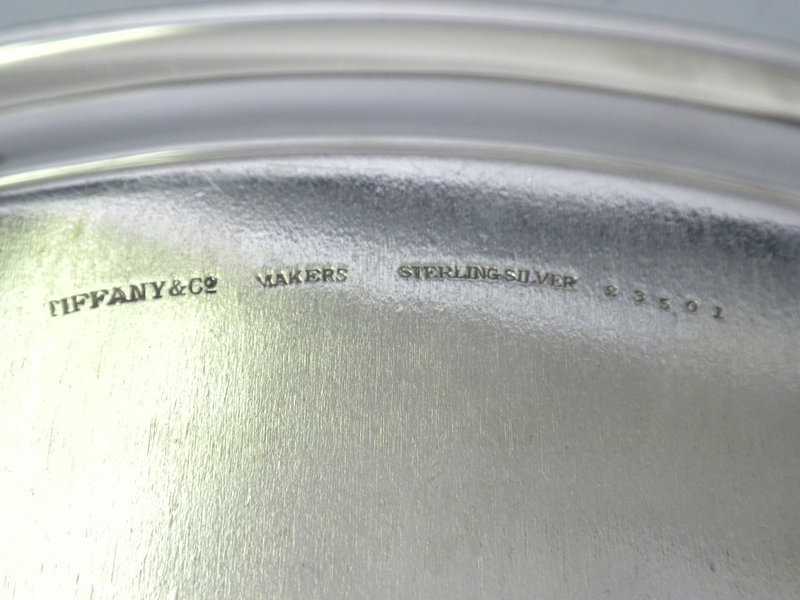 TIFFANY & Co MAKERS STERLING-SILVER 23501